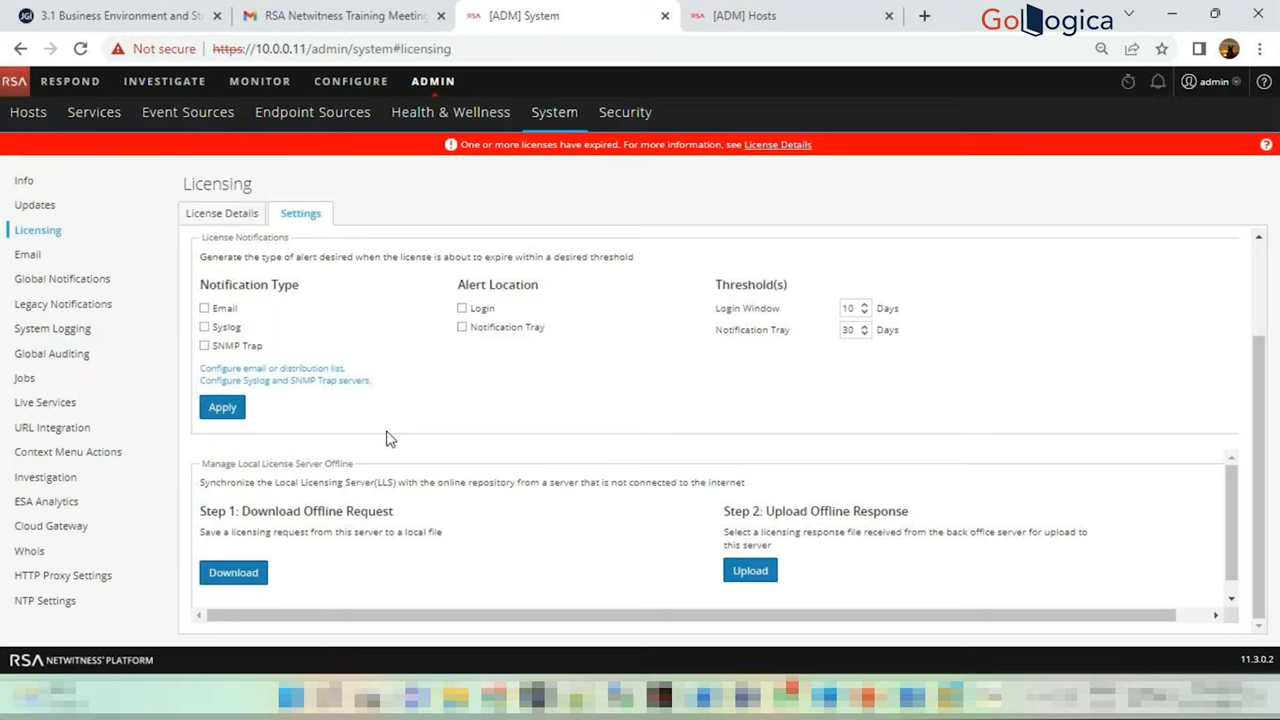 3.1 Business Environment and St
RSA Netwitness Training Meeting
RSA [ADM] System
RSA [ADM] Hosts
GoLogica
Not secure https://10.0.0.11/admin/system#licensing
RSA RESPOND INVESTIGATE MONITOR CONFIGURE ADMIN admin
Hosts Services Event Sources Endpoint Sources Health & Wellness System Security
One or more licenses have expired. For more information, see License Details
Info
Updates
Licensing
Email
Global Notifications
Legacy Notifications
System Logging
Global Auditing
Jobs
Live Services
URL Integration
Context Menu Actions
Investigation
ESA Analytics
Cloud Gateway
Whois
HTTP Proxy Settings
NTP Settings
Licensing
License Details Settings
License Notifications
Generate the type of alert desired when the license is about to expire within a desired threshold
Notification Type
Email
Syslog
SNMP Trap
Configure email or distribution list.
Configure Syslog and SNMP Trap servers.
Apply
Alert Location
Login
Notification Tray
Threshold(s)
Login Window 10 Days
Notification Tray 30 Days
Manage Local License Server Offline
Synchronize the Local Licensing Server(LLS) with the online repository from a server that is not connected to the internet
Step 1: Download Offline Request
Save a licensing request from this server to a local file
Download
Step 2: Upload Offline Response
Select a licensing response file received from the back office server for upload to
this server
Upload
RSA NETWITNESS® PLATFORM
11.3.0.2